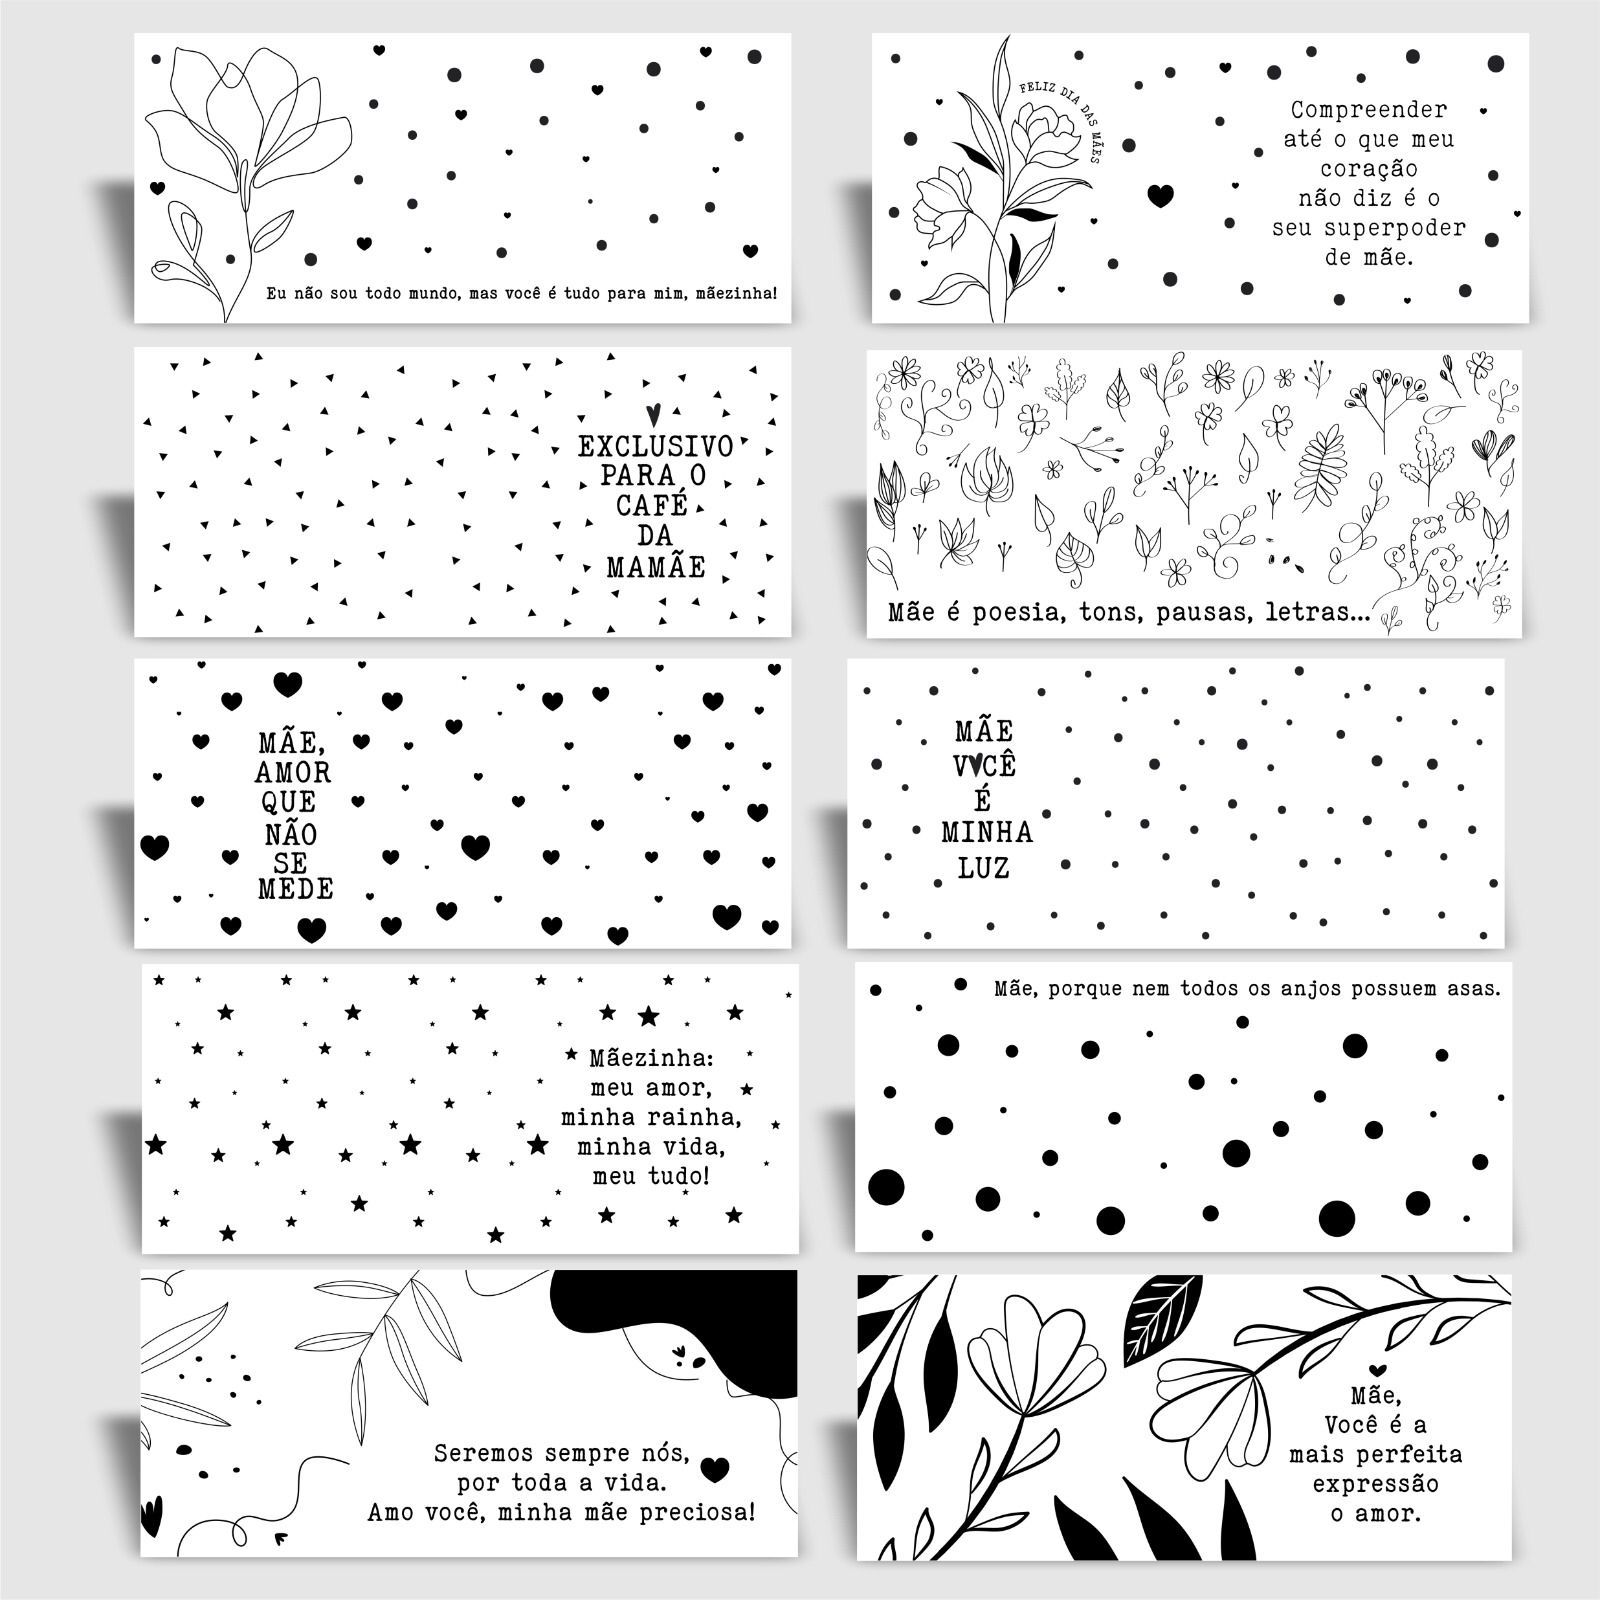 Eu não sou todo mundo, mas você é tudo para mim, mãezinha!
FELIZ DIA DAS MÃES
Compreender
até o que meu
coração
não diz é o
seu superpoder
de mãe.
EXCLUSIVO
PARA O
CAFÉ
DA
MAMÃE
Mãe é poesia, tons, pausas, letras...
MÃE,
AMOR
QUE
NÃO
SE
MEDE
MÃE
V♥CÊ
É
MINHA
LUZ
Mãezinha:
meu amor,
minha rainha,
minha vida,
meu tudo!
Mãe, porque nem todos os anjos possuem asas.
Seremos sempre nós,
por toda a vida.
Amo você, minha mãe preciosa!
Mãe,
Você é a
mais perfeita
expressão
o amor.